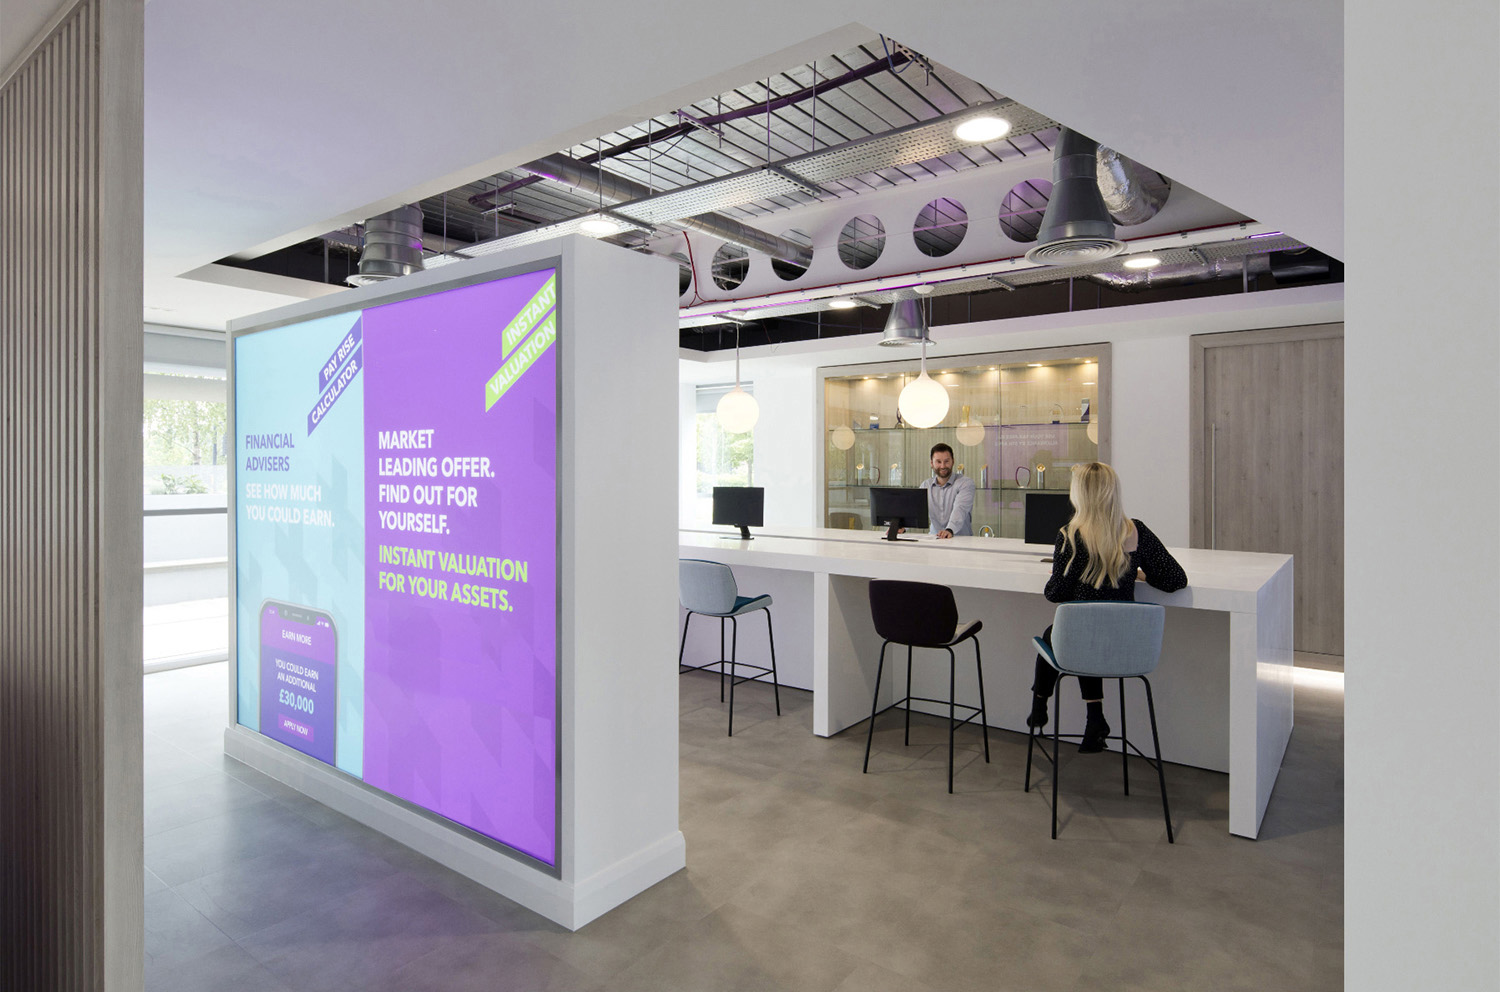 PAY RISE
CALCULATOR
FINANCIAL
ADVISERS
SEE HOW MUCH
YOU COULD EARN.
EARN MORE
YOU COULD EARN
AN ADDITIONAL
£30,000
APPLY NOW
INSTANT
VALUATION
MARKET
LEADING OFFER.
FIND OUT FOR
YOURSELF.
INSTANT VALUATION
FOR YOUR ASSETS.